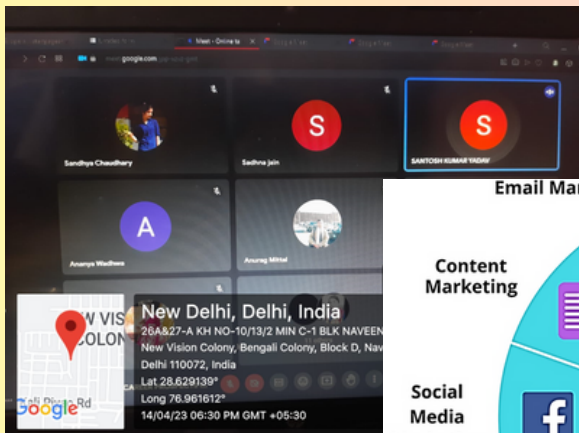 Meet - Online te
meet.google.com
Sandhya Chaudhary
S
Sadhna jain
S
SANTOSH KUMAR YADAV
A
Ananya Wadhwa
Anurag Mittal
New Delhi, Delhi, India
26A&27-A KH NO-10/13/2 MIN C-1 BLK NAVEEN
New Vision Colony, Bengali Colony, Block D, Nav
Delhi 110072, India
Lat 28.629139°
Long 76.961612°
14/04/23 06:30 PM GMT +05:30
W VIS
COLON
Rd
Google
Email Mar
Content
Marketing
Social
Media
f